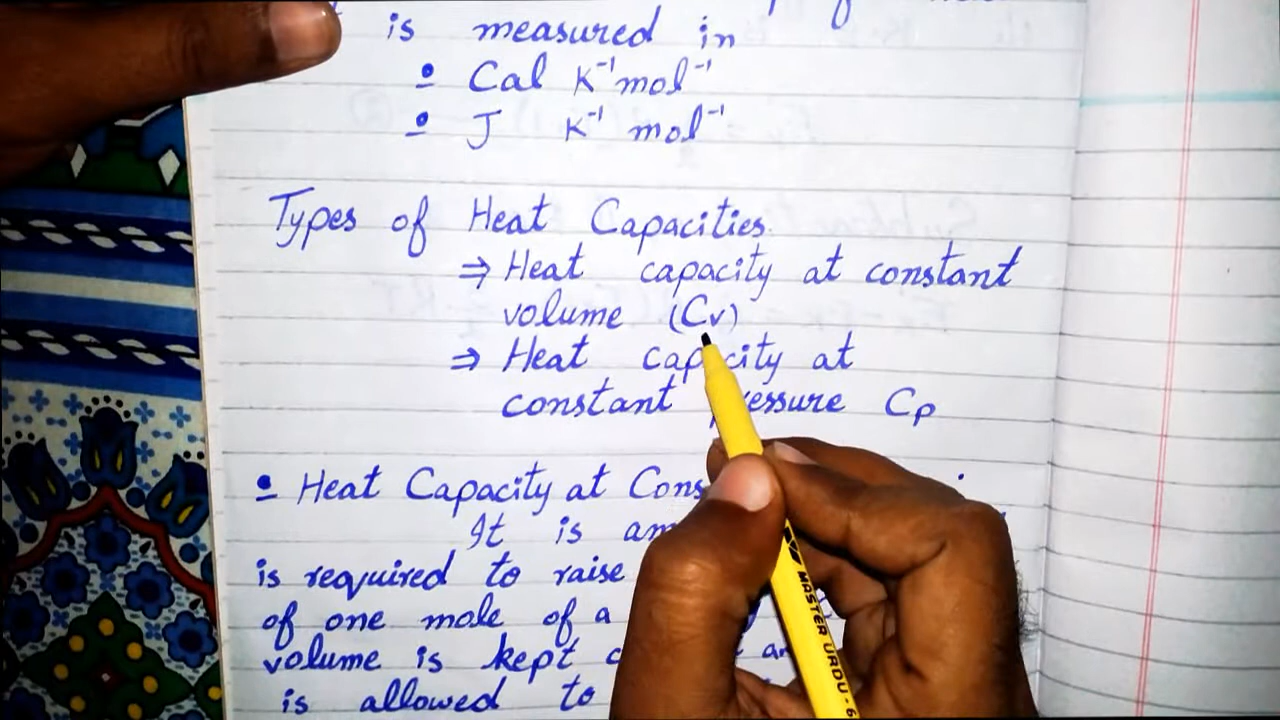 is measured in
• Cal K⁻¹ mol⁻¹
• J K⁻¹ mol⁻¹
Types of Heat Capacities.
⇒ Heat capacity at constant
volume (Cv)
⇒ Heat capacity at
constant pressure Cp
• Heat Capacity at
It is
is required to raise
of one mole of a
volume is kept
is allowed to
MASTER URDU